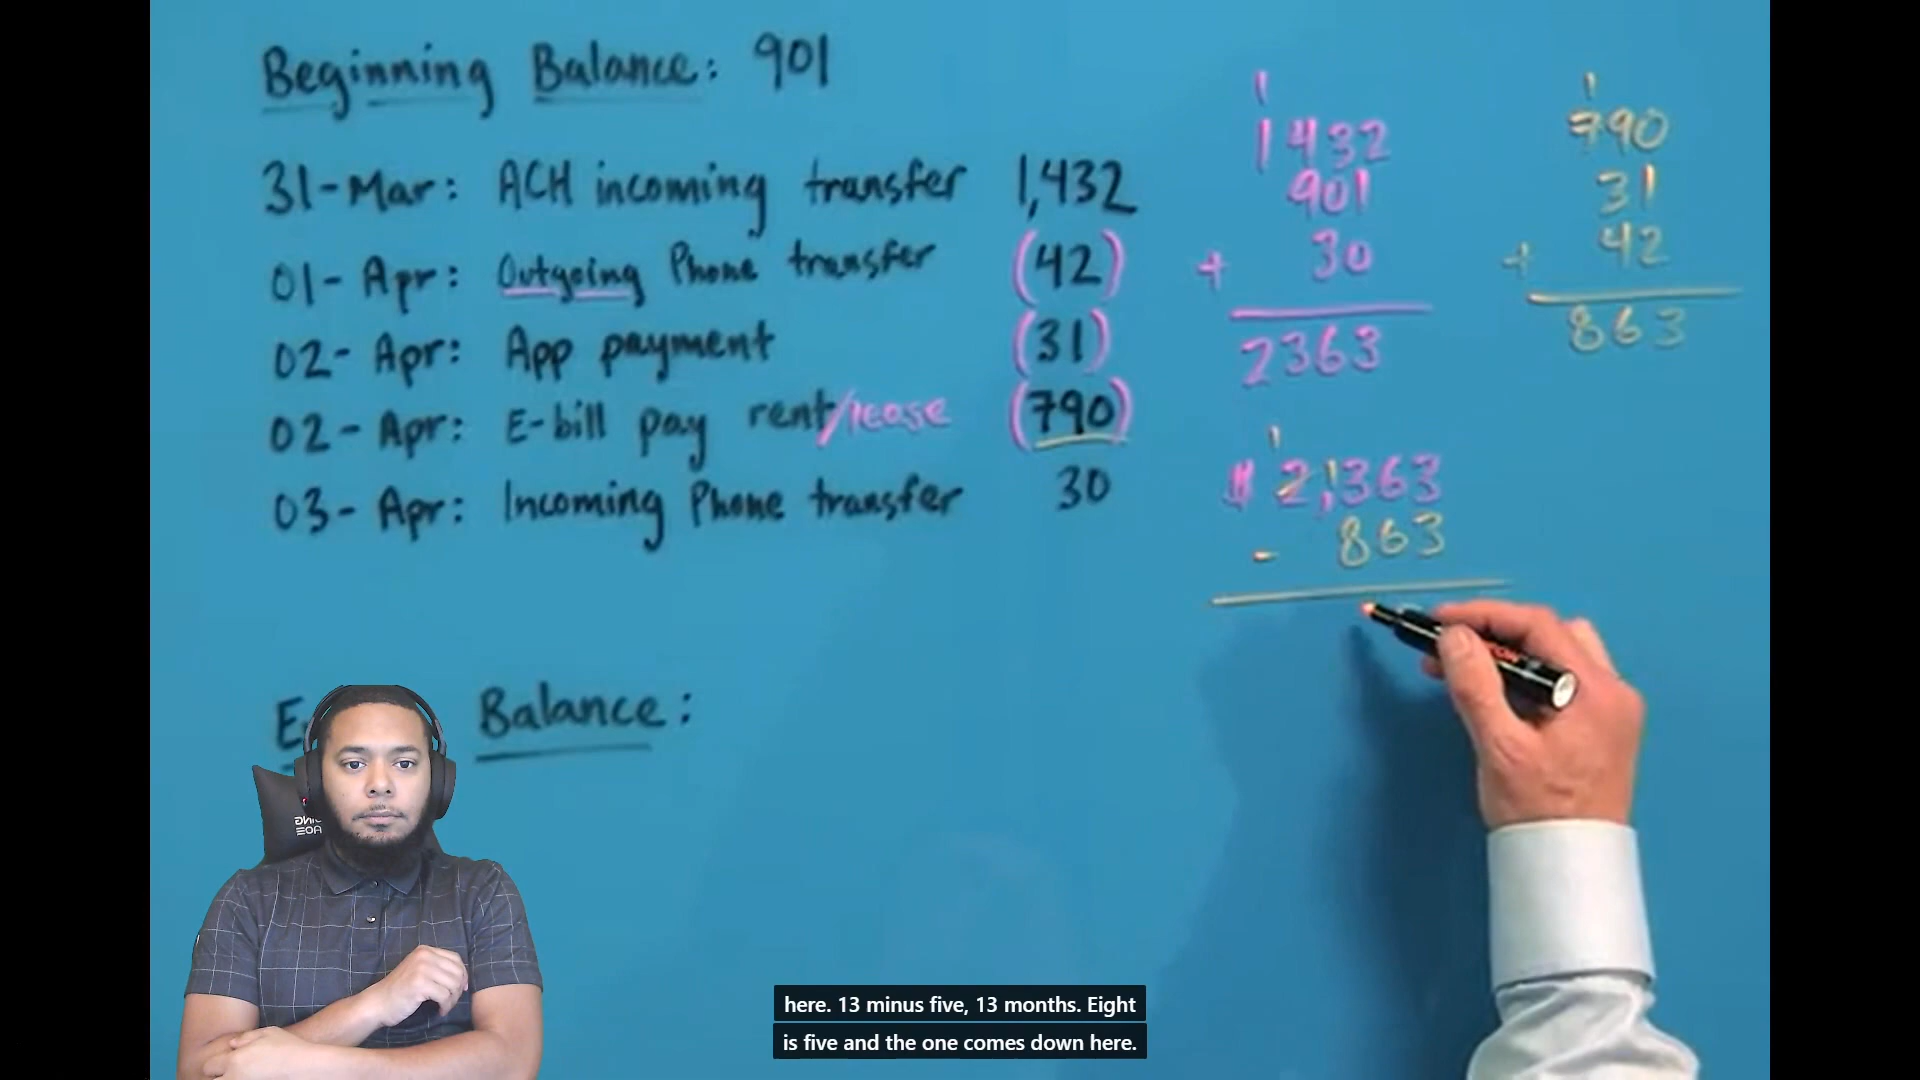 Beginning Balance: 901
31-Mar: ACH incoming transfer 1,432
01-Apr: Outgoing Phone transfer (42)
02-Apr: App payment (31)
02-Apr: E-bill pay rent/lease (790)
03-Apr: Incoming Phone transfer 30
Balance:
1
1432
901
+ 30
2363
1
790
31
+ 42
863
1
$ 2,363
- 863
here. 13 minus five, 13 months. Eight
is five and the one comes down here.